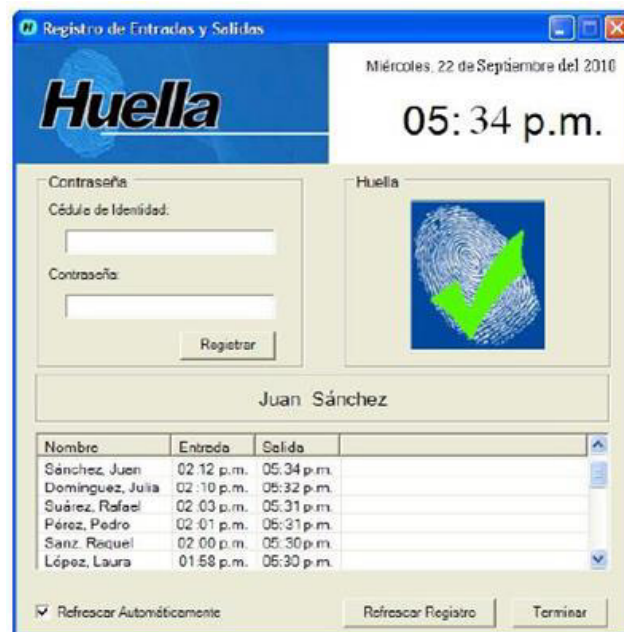 Registro de Entradas y Salidas
Huella
Miércoles, 22 de Septiembre del 2010
05: 34 p.m.
Contraseña
Cédula de Identidad:
Contraseña:
Registrar
Huella
Juan Sánchez
Nombre Entrada Salida
Sánchez, Juan 02:12 p.m. 05:34 p.m.
Domínguez, Julia 02:10 p.m. 05:32 p.m.
Suárez, Rafael 02:03 p.m. 05:31 p.m.
Pérez, Pedro 02:01 p.m. 05:31 p.m.
Sanz, Raquel 02:00 p.m. 05:30 p.m.
López, Laura 01:58 p.m. 05:30 p.m.
Refrescar Automáticamente
Refrescar Registro
Terminar